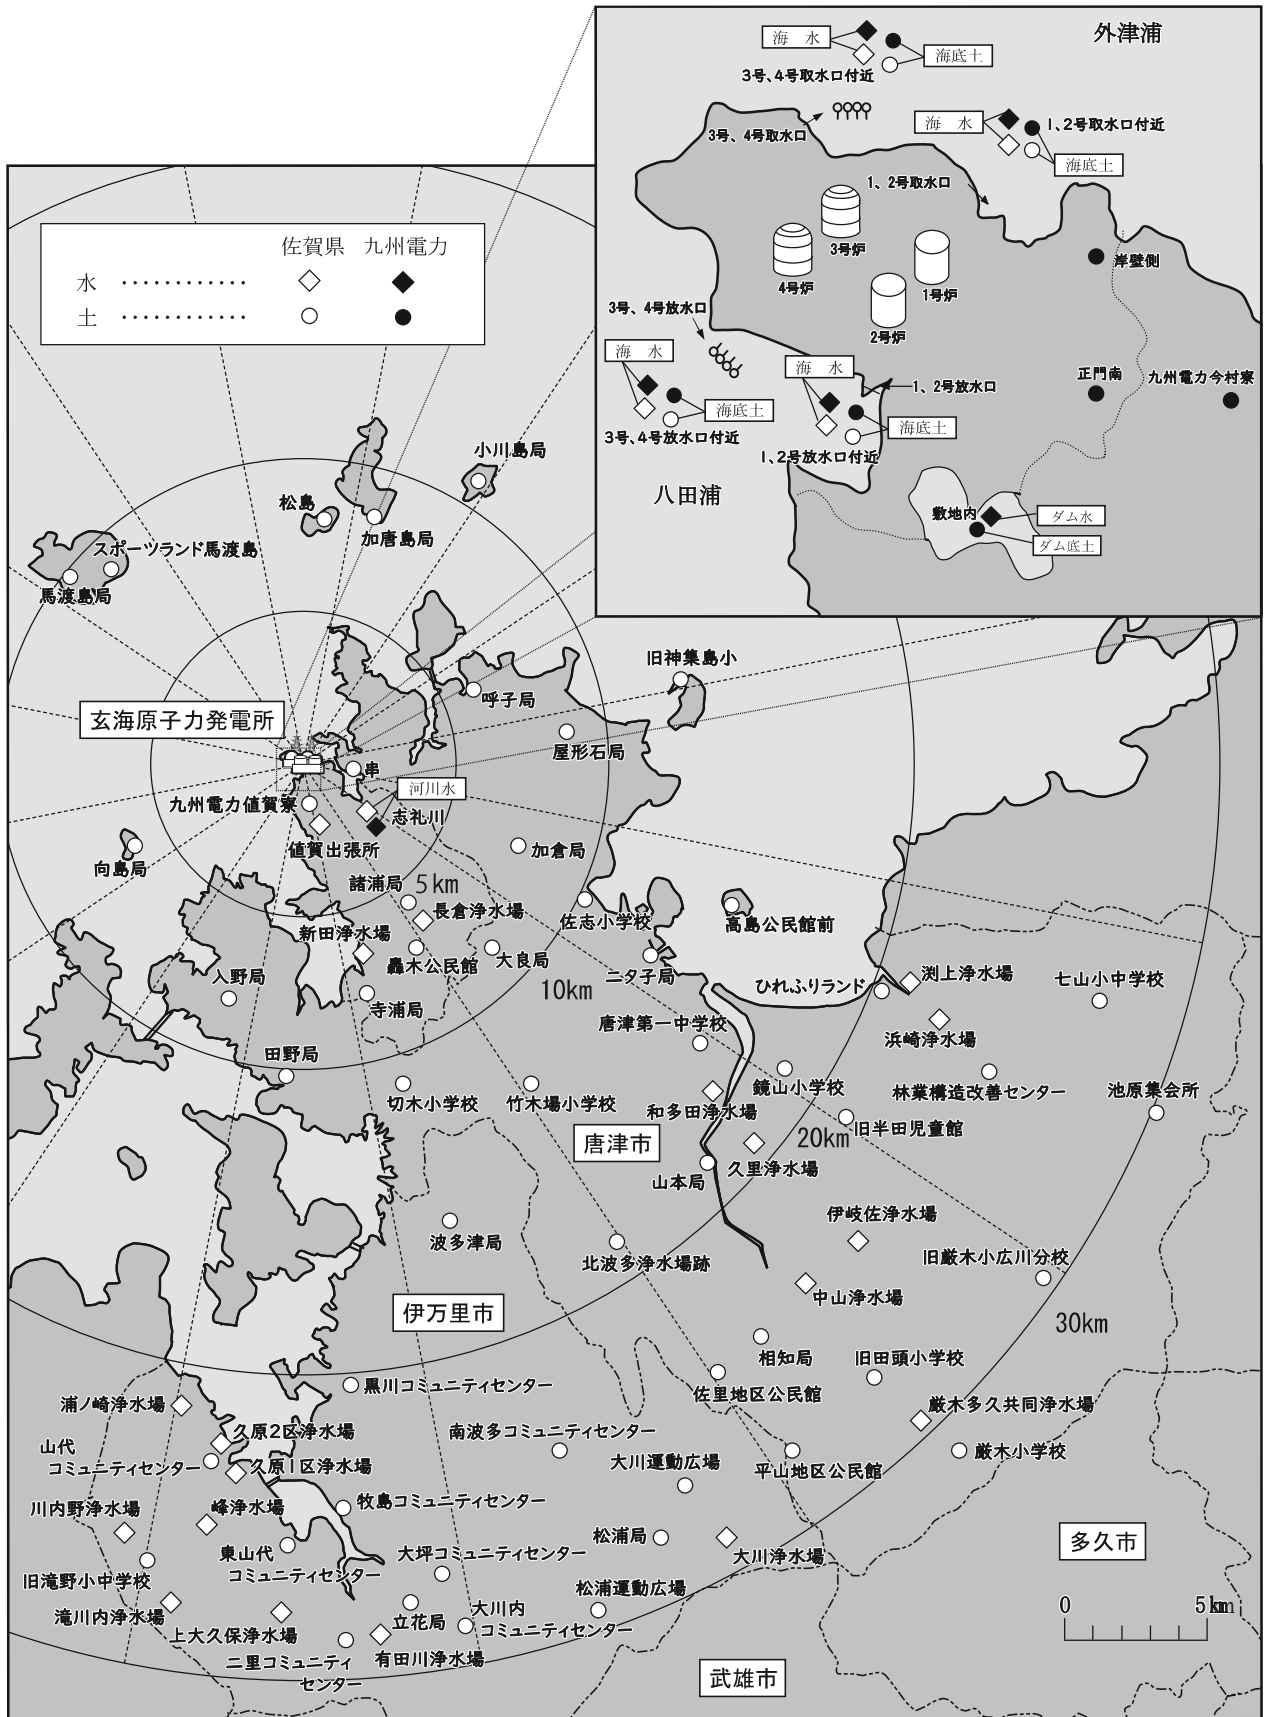 外津浦
海　水
海底土
3号、4号取水口付近
3号、4号取水口
海　水
1、2号取水口付近
海底土
1、2号取水口
3号炉
4号炉
1号炉
2号炉
岸壁側
3号、4号放水口
海　水
海　水
1、2号放水口
正門南
九州電力今村寮
海底土
3号、4号放水口付近
海底土
1、2号放水口付近
八田浦
敷地内
ダム水
ダム底土
佐賀県　九州電力
水 ‥‥‥‥‥‥
土 ‥‥‥‥‥‥
小川島局
松島
加唐島局
スポーツランド馬渡島
馬渡島局
旧神集島小
呼子局
玄海原子力発電所
屋形石局
串
河川水
九州電力値賀寮
志礼川
値賀出張所
加倉局
向島局
諸浦局
5km
長倉浄水場
佐志小学校
高島公民館前
新田浄水場
轟木公民館
大良局
入野局
二タ子局
ひれふりランド
渕上浄水場
七山小中学校
10km
寺浦局
唐津第一中学校
浜崎浄水場
田野局
鏡山小学校
林業構造改善センター
池原集会所
切木小学校
竹木場小学校
和多田浄水場
旧半田児童館
唐津市
20km
久里浄水場
山本局
伊岐佐浄水場
波多津局
北波多浄水場跡
旧厳木小広川分校
中山浄水場
伊万里市
30km
相知局
旧田頭小学校
黒川コミュニティセンター
佐里地区公民館
浦ノ崎浄水場
厳木多久共同浄水場
久原2区浄水場
南波多コミュニティセンター
山代
コミュニティセンター
厳木小学校
久原1区浄水場
大川運動広場
平山地区公民館
川内野浄水場
峰浄水場
牧島コミュニティセンター
松浦局
多久市
東山代
コミュニティセンター
大坪コミュニティセンター
大川浄水場
旧滝野小中学校
滝川内浄水場
松浦運動広場
立花局
大川内
コミュニティセンター
0
5km
上大久保浄水場
有田川浄水場
二里コミュニティ
センター
武雄市